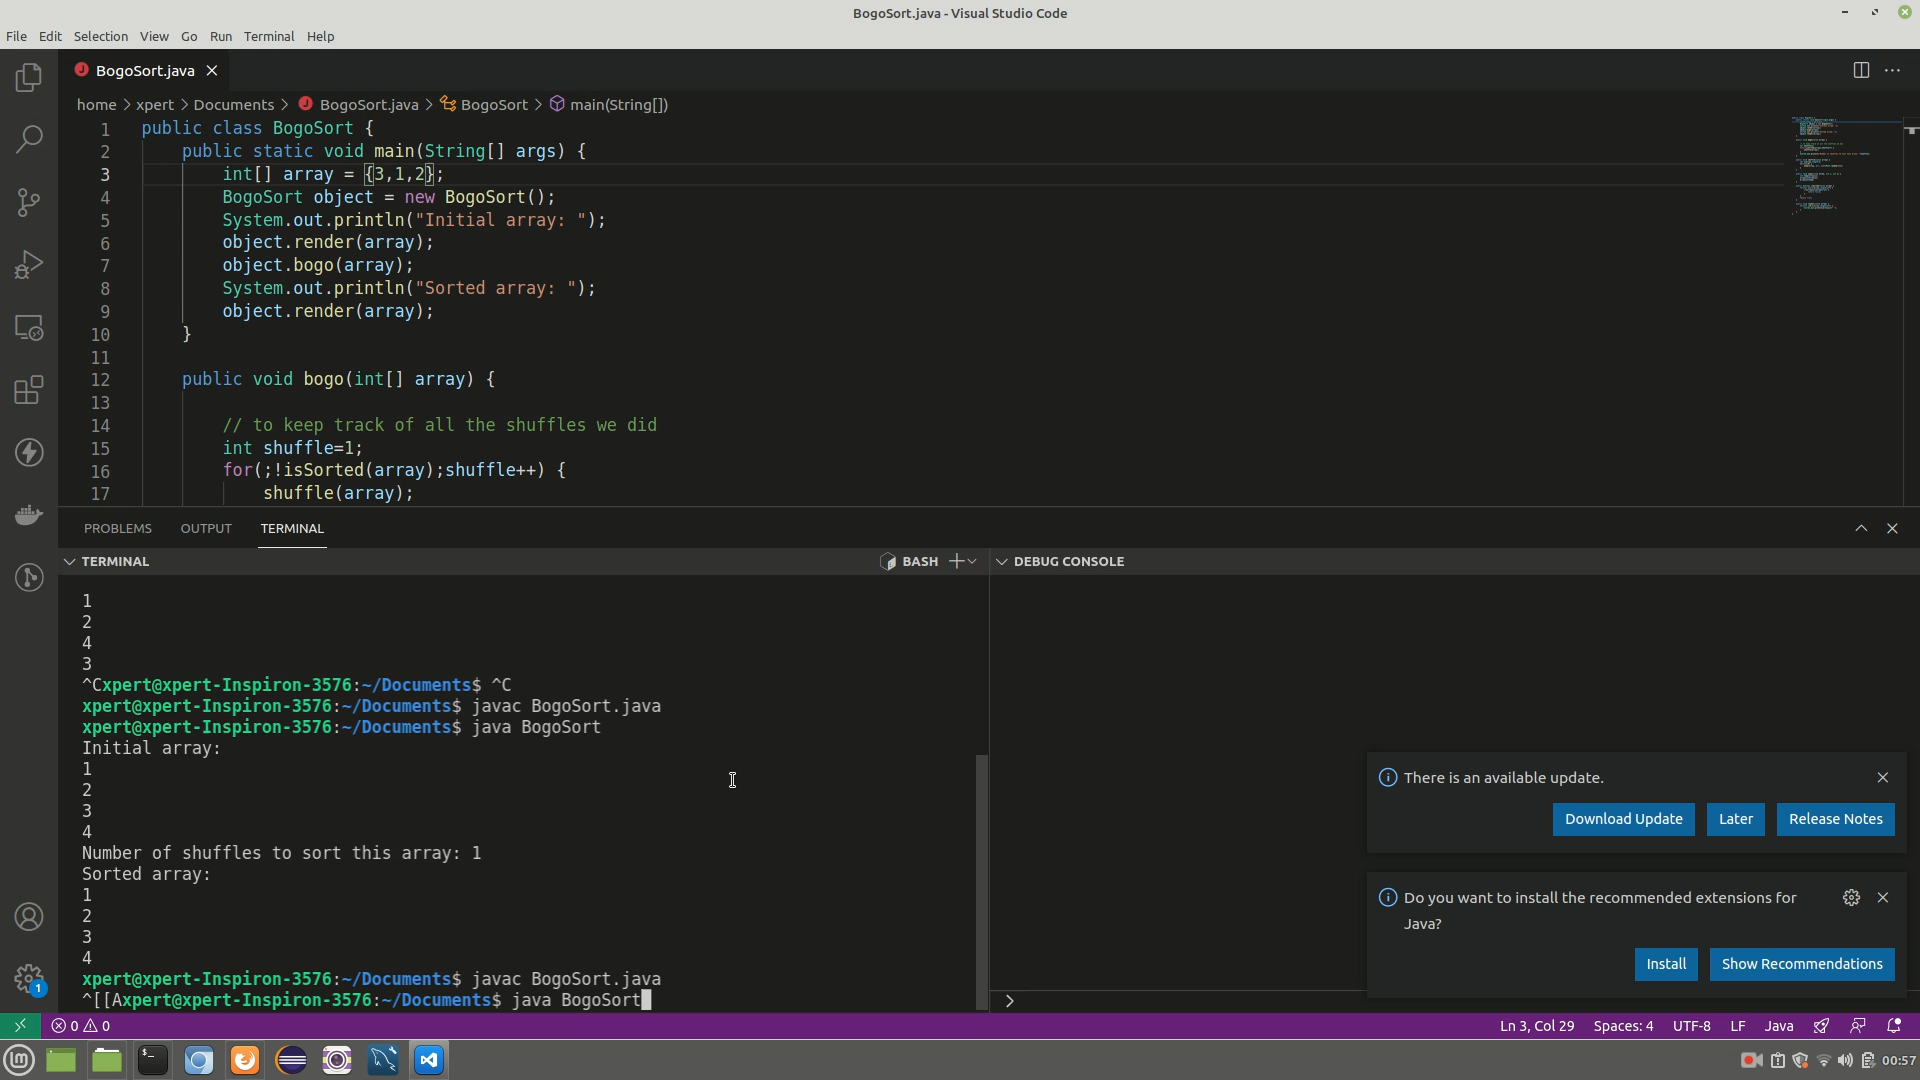 BogoSort.java - Visual Studio Code
File Edit Selection View Go Run Terminal Help
BogoSort.java
home > xpert > Documents > BogoSort.java > BogoSort > main(String[])
1 public class BogoSort {
2 public static void main(String[] args) {
3 int[] array = {3,1,2};
4 BogoSort object = new BogoSort();
5 System.out.println("Initial array: ");
6 object.render(array);
7 object.bogo(array);
8 System.out.println("Sorted array: ");
9 object.render(array);
10 }
11
12 public void bogo(int[] array) {
13
14 // to keep track of all the shuffles we did
15 int shuffle=1;
16 for(;!isSorted(array);shuffle++) {
17 shuffle(array);
PROBLEMS OUTPUT TERMINAL
TERMINAL BASH
1
2
4
3
^Cxpert@xpert-Inspiron-3576:~/Documents$ ^C
xpert@xpert-Inspiron-3576:~/Documents$ javac BogoSort.java
xpert@xpert-Inspiron-3576:~/Documents$ java BogoSort
Initial array:
1
2
3
4
Number of shuffles to sort this array: 1
Sorted array:
1
2
3
4
xpert@xpert-Inspiron-3576:~/Documents$ javac BogoSort.java
^[[Axpert@xpert-Inspiron-3576:~/Documents$ java BogoSort
DEBUG CONSOLE
There is an available update.
Download Update Later Release Notes
Do you want to install the recommended extensions for
Java?
Install Show Recommendations
>
1
0 0 Ln 3, Col 29 Spaces: 4 UTF-8 LF Java
00:57